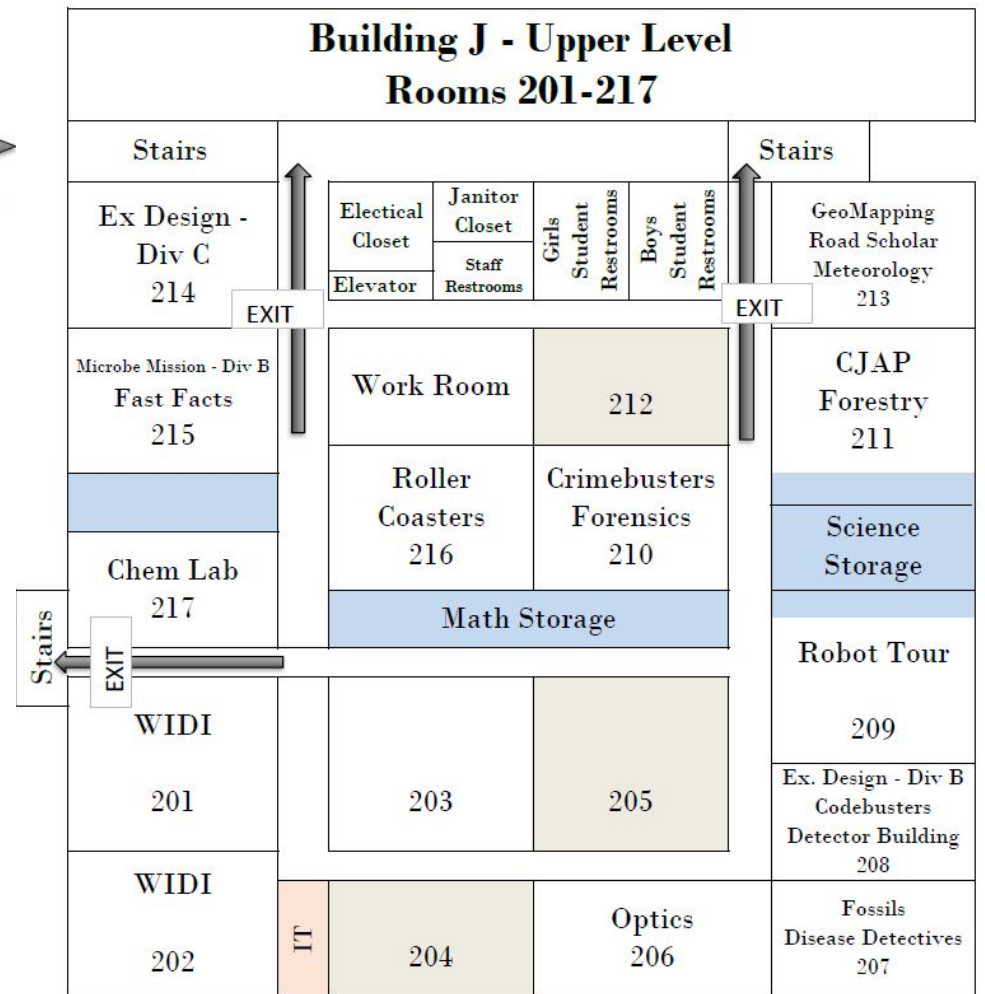 Building J - Upper Level
Rooms 201-217
Stairs
Stairs
Ex Design -
Div C
214
EXIT
Electical
Closet
Elevator
Janitor
Closet
Staff
Restrooms
Girls
Student
Restrooms
Boys
Student
Restrooms
EXIT
GeoMapping
Road Scholar
Meteorology
213
Microbe Mission - Div B
Fast Facts
215
Work Room
212
CJAP
Forestry
211
Roller
Coasters
216
Crimebusters
Forensics
210
Science
Storage
Chem Lab
217
Math Storage
Stairs
EXIT
Robot Tour
209
WIDI
201
203
205
Ex. Design - Div B
Codebusters
Detector Building
208
WIDI
202
IT
204
Optics
206
Fossils
Disease Detectives
207